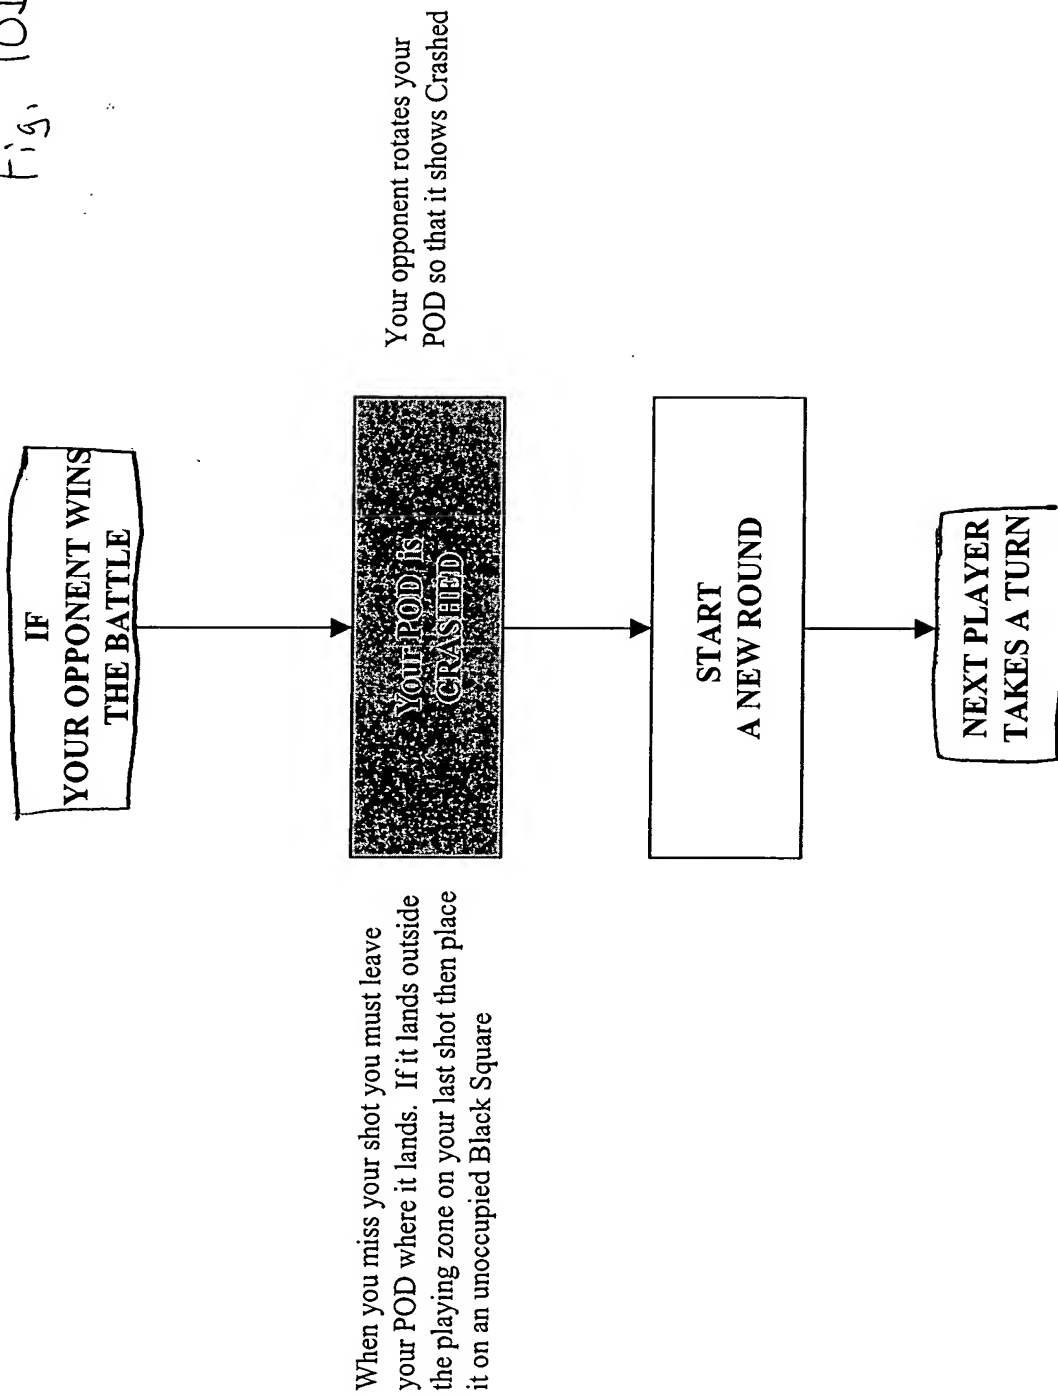 Fig.
IF
YOUR OPPONENT WINS
THE BATTLE
When you miss your shot you must leave
your POD where it lands. If it lands outside
the playing zone on your last shot then place
it on an unoccupied Black Square
Your POD is
CRASHED
Your opponent rotates your
POD so that it shows Crashed
START
A NEW ROUND
NEXT PLAYER
TAKES A TURN